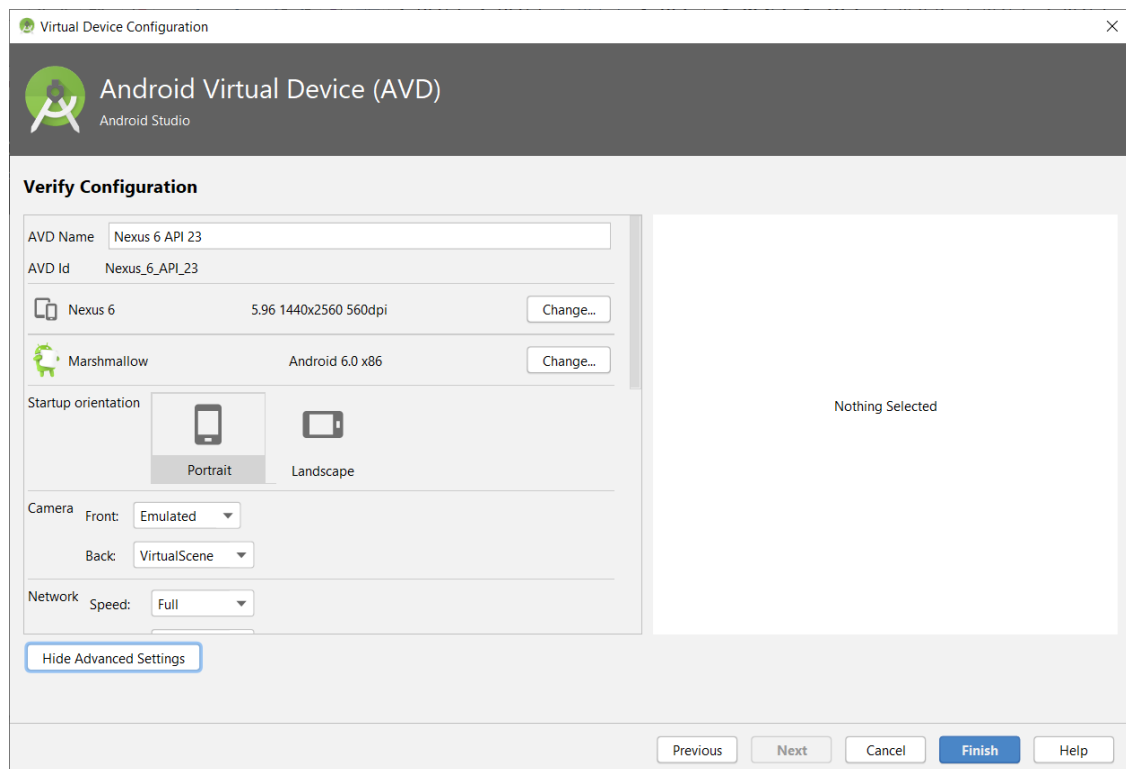 Virtual Device Configuration
Android Virtual Device (AVD)
Android Studio
Verify Configuration
AVD Name Nexus 6 API 23
AVD Id Nexus_6_API_23
Nexus 6 5.96 1440x2560 560dpi Change...
Marshmallow Android 6.0 x86 Change...
Startup orientation
Portrait Landscape
Camera Front: Emulated
Back: VirtualScene
Network Speed: Full
Nothing Selected
Hide Advanced Settings
Previous Next Cancel Finish Help